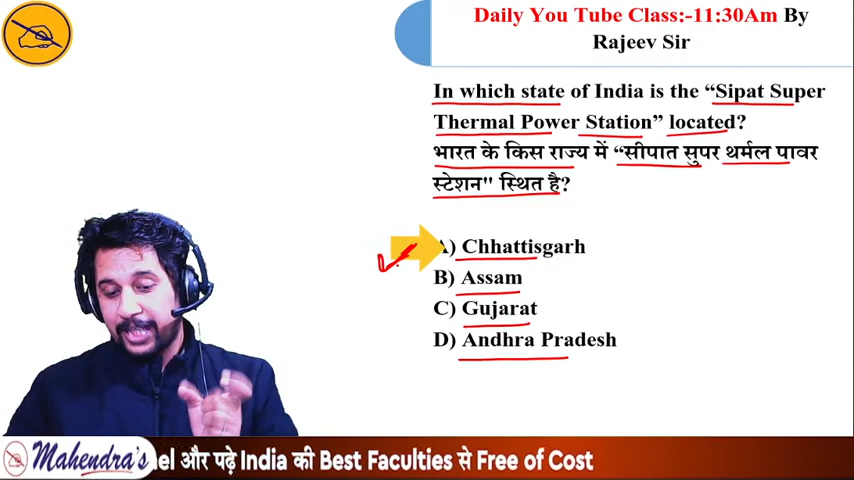 Daily You Tube Class:-11:30Am By
Rajeev Sir
In which state of India is the “Sipat Super
Thermal Power Station” located?
भारत के किस राज्य में “सीपात सुपर थर्मल पावर
स्टेशन" स्थित है?
A) Chhattisgarh
B) Assam
C) Gujarat
D) Andhra Pradesh
Mahendra's
और पढ़े India की Best Faculties से Free of Cost